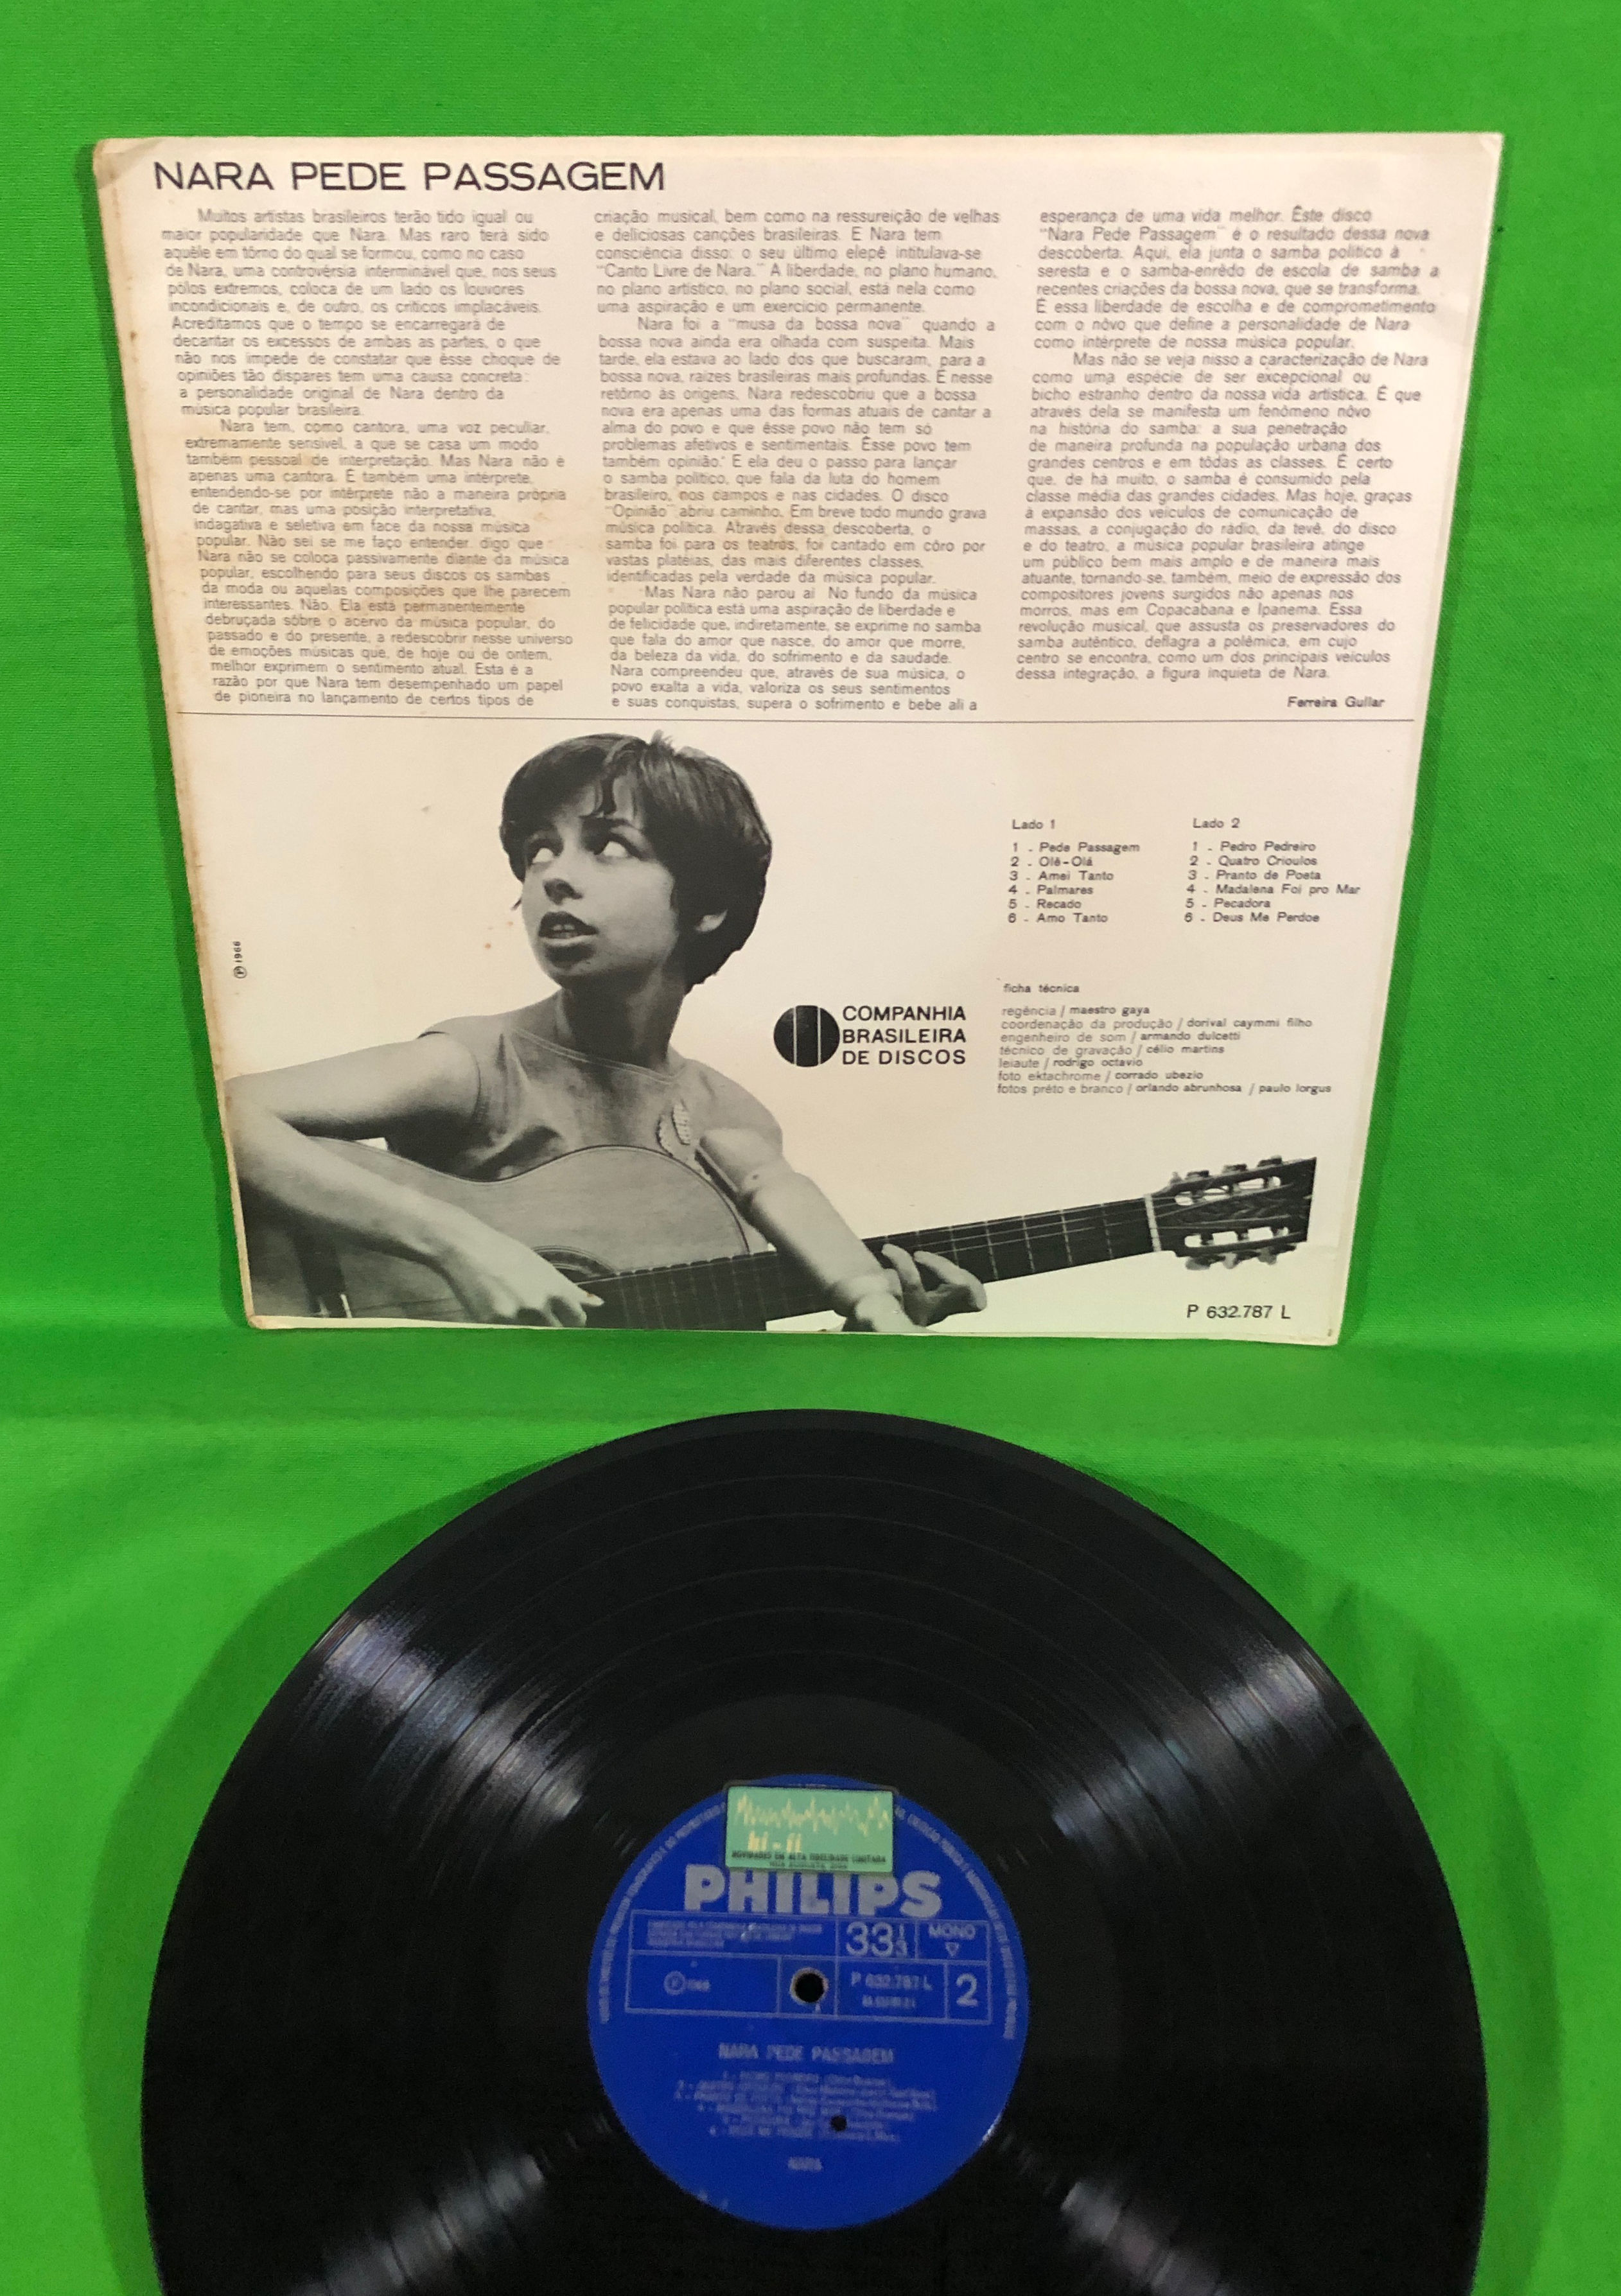 NARA PEDE PASSAGEM
Muitos artistas brasileiros terão tido igual ou
maior popularidade que Nara. Mas raro terá sido
aquêle em tôrno do qual se formou, como no caso
de Nara, uma controvérsia interminável que, nos seus
pólos extremos, coloca de um lado os louvores
incondicionais e, de outro, os críticos implacáveis.
Acreditamos que o tempo se encarregará de
decantar os excessos de ambas as partes, o que
não nos impede de constatar que êsse choque de
opiniões tão díspares tem uma causa concreta:
a personalidade original de Nara dentro da
música popular brasileira.
Nara tem, como cantora, uma voz peculiar,
extremamente sensível, a que se casa um modo
também pessoal de interpretação. Mas Nara não é
apenas uma cantora. É também uma intérprete,
entendendo-se por intérprete não a maneira própria
de cantar, mas uma posição interpretativa,
indagativa e seletiva em face da nossa música
popular. Não sei se me faço entender: digo que
Nara não se coloca passivamente diante da música
popular, escolhendo para seus discos os sambas
da moda ou aquelas composições que lhe parecem
interessantes. Não. Ela está permanentemente
debruçada sôbre o acervo da música popular, do
passado e do presente, a redescobrir nesse universo
de emoções músicas que, de hoje ou de ontem,
melhor exprimem o sentimento atual. Esta é a
razão por que Nara tem desempenhado um papel
de pioneira no lançamento de certos tipos de
criação musical, bem como na ressureição de velhas
e deliciosas canções brasileiras. E Nara tem
consciência disso: o seu último elepê intitulava-se
"Canto Livre de Nara." A liberdade, no plano humano,
no plano artístico, no plano social, está nela como
uma aspiração e um exercício permanente.
Nara foi a "musa da bossa nova" quando a
bossa nova ainda era olhada com suspeita. Mais
tarde, ela estava ao lado dos que buscaram, para a
bossa nova, raízes brasileiras mais profundas. E nesse
retôrno às origens, Nara redescobriu que a bossa
nova era apenas uma das formas atuais de cantar a
alma do povo e que êsse povo não tem só
problemas afetivos e sentimentais. Êsse povo tem
também opinião." E ela deu o passo para lançar
o samba político, que fala da luta do homem
brasileiro, nos campos e nas cidades. O disco
"Opinião" abriu caminho. Em breve todo mundo grava
música política. Através dessa descoberta, o
samba foi para os teatros, foi cantado em côro por
vastas platéias, das mais diferentes classes,
identificadas pela verdade da música popular.
Mas Nara não parou aí. No fundo da música
popular política está uma aspiração de liberdade e
de felicidade que, indiretamente, se exprime no samba
que fala do amor que nasce, do amor que morre,
da beleza da vida, do sofrimento e da saudade.
Nara compreendeu que, através de sua música, o
povo exalta a vida, valoriza os seus sentimentos
e suas conquistas, supera o sofrimento e bebe ali a
esperança de uma vida melhor. Êste disco
"Nara Pede Passagem" é o resultado dessa nova
descoberta. Aqui, ela junta o samba político à
seresta e o samba-enrêdo de escola de samba a
recentes criações da bossa nova, que se transforma.
É essa liberdade de escolha e de comprometimento
com o nôvo que define a personalidade de Nara
como intérprete de nossa música popular.
Mas não se veja nisso a caracterização de Nara
como uma espécie de ser excepcional ou
bicho estranho dentro da nossa vida artística. É que
através dela se manifesta um fenômeno nôvo
na história do samba: a sua penetração
de maneira profunda na população urbana dos
grandes centros e em tôdas as classes. É certo
que, de há muito, o samba é consumido pela
classe média das grandes cidades. Mas hoje, graças
à expansão dos veículos de comunicação de
massas, a conjugação do rádio, da tevê, do disco
e do teatro, a música popular brasileira atinge
um público bem mais amplo e de maneira mais
atuante, tornando-se, também, meio de expressão dos
compositores jovens surgidos não apenas nos
morros, mas em Copacabana e Ipanema. Essa
revolução musical, que assusta os preservadores do
samba autêntico, deflagra a polêmica, em cujo
centro se encontra, como um dos principais veículos
dessa integração, a figura inquieta de Nara.
Ferreira Gullar
Lado 1
1 - Pede Passagem
2 - Olê-Olá
3 - Amei Tanto
4 - Palmares
5 - Recado
6 - Amo Tanto
Lado 2
1 - Pedro Pedreiro
2 - Quatro Crioulos
3 - Pranto de Poeta
4 - Madalena Foi pro Mar
5 - Pecadora
6 - Deus Me Perdoe
℗ 1966
COMPANHIA
BRASILEIRA
DE DISCOS
ficha técnica
regência / maestro gaya
coordenação da produção / dorival caymmi filho
engenheiro de som / armando dulcetti
técnico de gravação / célio martins
leiaute / rodrigo octavio
foto ektachrome / corrado ubezio
fotos prêto e branco / orlando abrunhosa / paulo lorgus
P 632.787 L
hi-fi
NOVIDADES EM ALTA FIDELIDADE LIMITADA
PHILIPS
33 1/3
MONO
P 632.787 L
2
NARA PEDE PASSAGEM
NARA